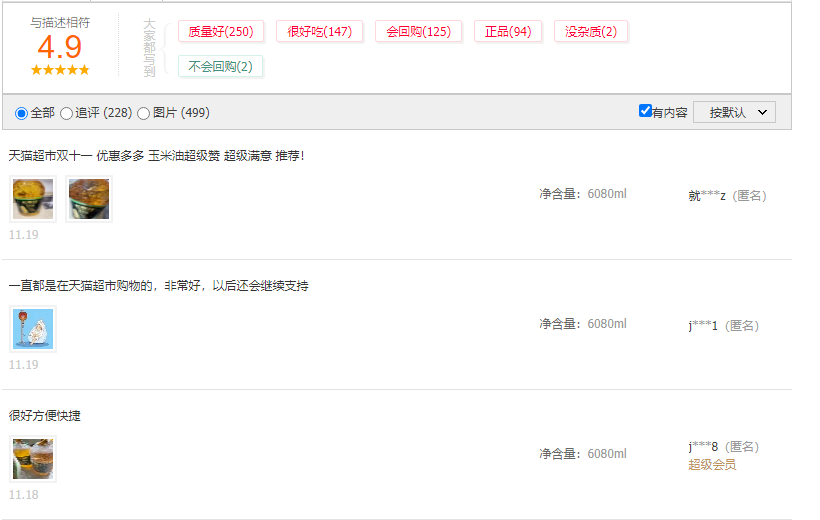 与描述相符
4.9
大家都写到
质量好(250) 很好吃(147) 会回购(125) 正品(94) 没杂质(2)
不会回购(2)
全部 追评 (228) 图片 (499) 有内容 按默认
天猫超市双十一 优惠多多 玉米油超级赞 超级满意 推荐！
净含量：6080ml 就***z（匿名）
11.19
一直都是在天猫超市购物的，非常好，以后还会继续支持
净含量：6080ml j***1（匿名）
11.19
很好方便快捷
净含量：6080ml j***8（匿名）
超级会员
11.18